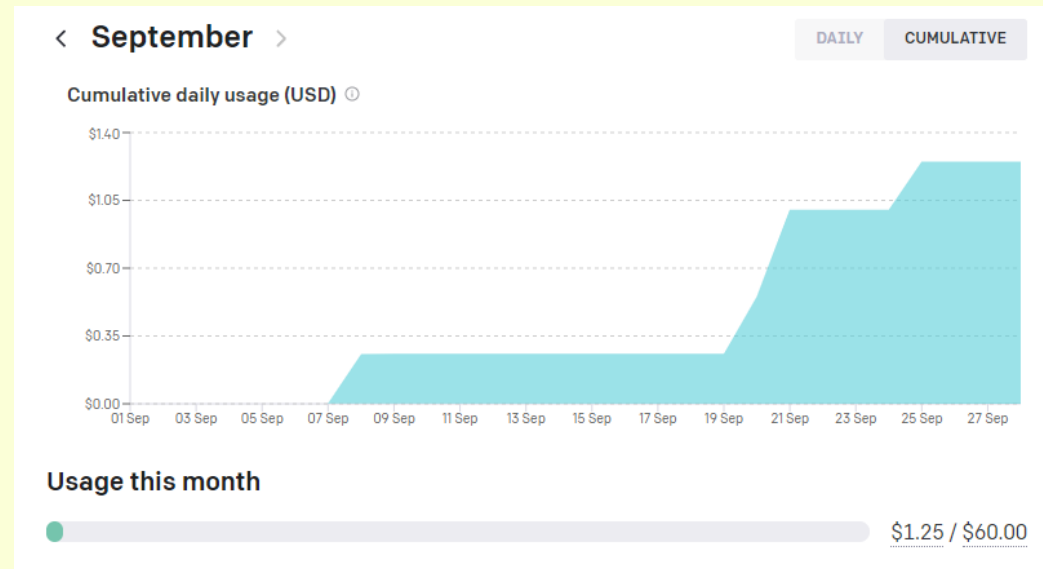 September
DAILY CUMULATIVE
Cumulative daily usage (USD)
$1.40
$1.05
$0.70
$0.35
$0.00
01 Sep 03 Sep 05 Sep 07 Sep 09 Sep 11 Sep 13 Sep 15 Sep 17 Sep 19 Sep 21 Sep 23 Sep 25 Sep 27 Sep
Usage this month
$1.25 / $60.00